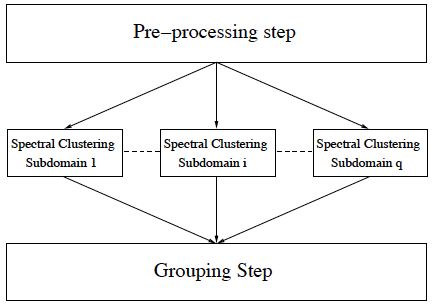 Pre–processing step
Spectral Clustering
Subdomain 1
Spectral Clustering
Subdomain i
Spectral Clustering
Subdomain q
Grouping Step